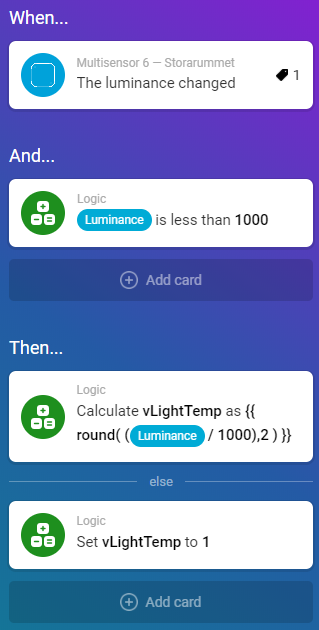 When...
Multisensor 6 — Storarummet
The luminance changed
1
And...
Logic
Luminance is less than 1000
Add card
Then...
Logic
Calculate vLightTemp as {{
round( (Luminance / 1000),2 ) }}
else
Logic
Set vLightTemp to 1
Add card